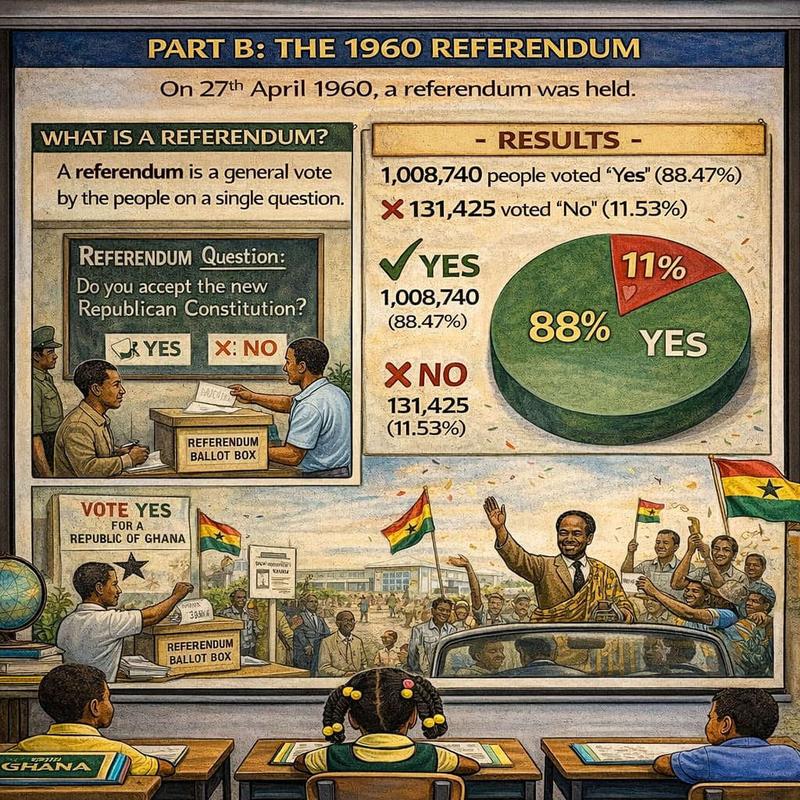 PART B: THE 1960 REFERENDUM
On 27th April 1960, a referendum was held.
WHAT IS A REFERENDUM?
A referendum is a general vote
by the people on a single question.
REFERENDUM Question:
Do you accept the new
Republican Constitution?
YES
NO
REFERENDUM
BALLOT BOX
- RESULTS -
1,008,740 people voted "Yes" (88.47%)
131,425 voted "No" (11.53%)
YES
1,008,740
(88.47%)
NO
131,425
(11.53%)
11%
88%
YES
VOTE YES
FOR A
REPUBLIC OF GHANA
REFERENDUM
BALLOT BOX
GHANA